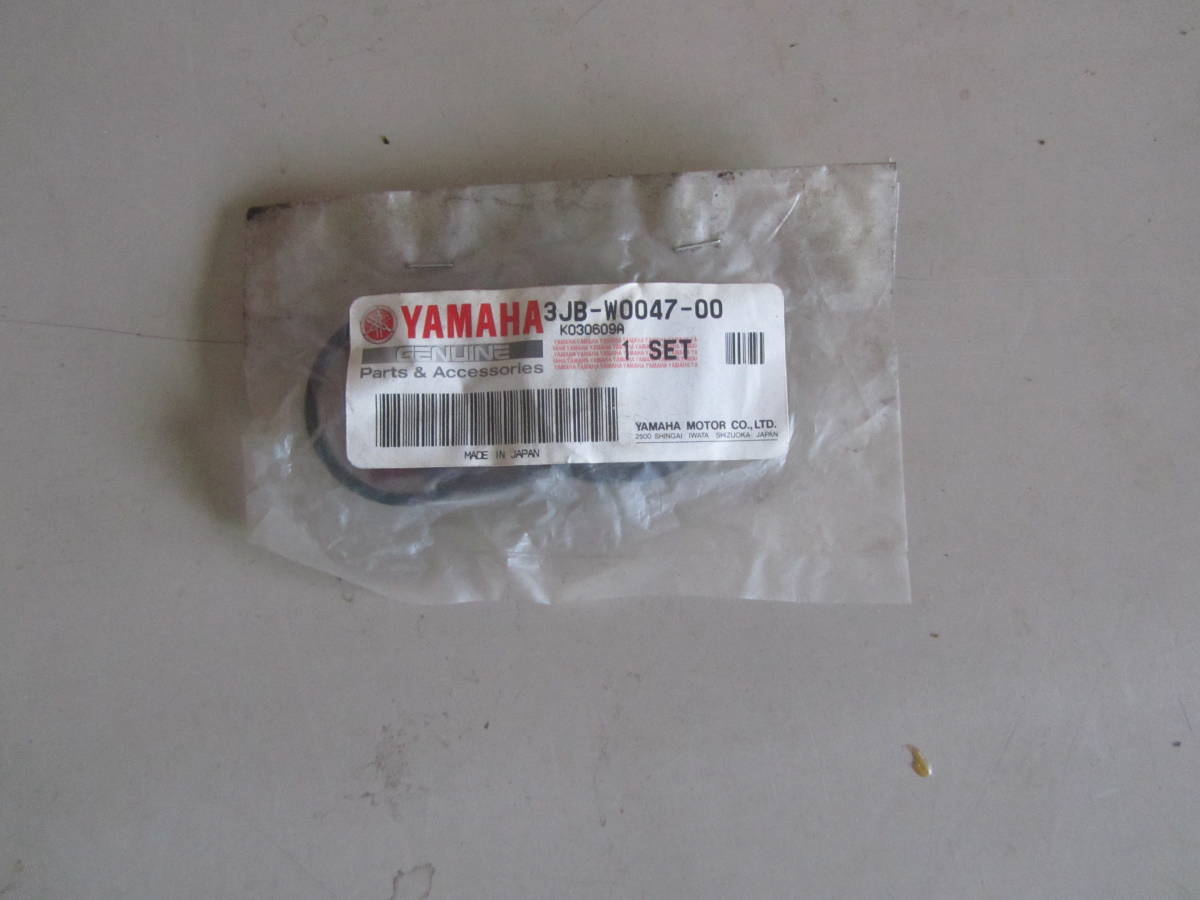 YAMAHA 3JB-W0047-00
K030609A
GENUINE
1 SET
Parts & Accessories
YAMAHA MOTOR CO., LTD.
2500 SHINGAI IWATA SHIZUOKA JAPAN
MADE IN JAPAN